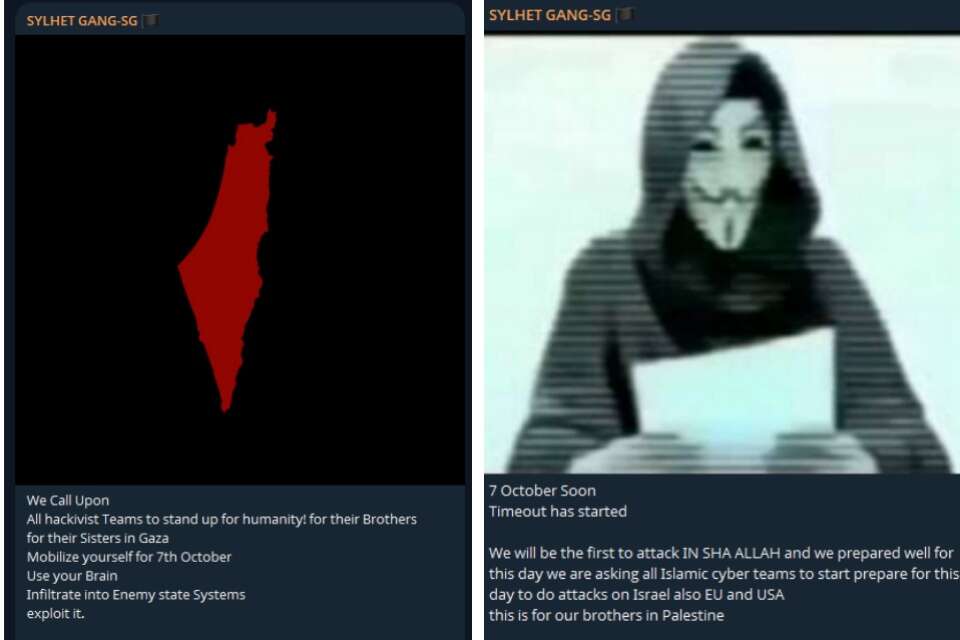 SYLHET GANG-SG 🏴
We Call Upon
All hackivist Teams to stand up for humanity! for their Brothers
for their Sisters in Gaza
Mobilize yourself for 7th October
Use your Brain
Infiltrate into Enemy state Systems
exploit it.
SYLHET GANG-SG 🏴
7 October Soon
Timeout has started
We will be the first to attack IN SHA ALLAH and we prepared well for
this day we are asking all Islamic cyber teams to start prepare for this
day to do attacks on Israel also EU and USA
this is for our brothers in Palestine